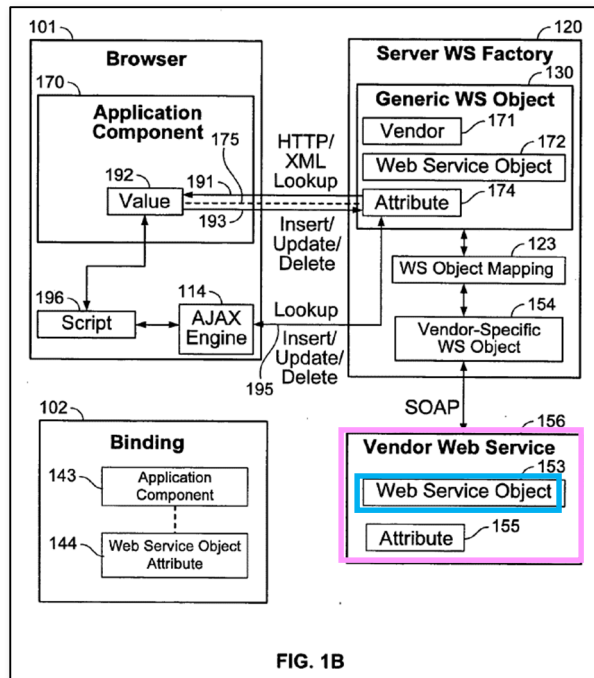 101
Browser
170
Application
Component
192
Value
175
191
193
HTTP/
XML
Lookup
Insert/
Update/
Delete
196
Script
114
AJAX
Engine
Lookup
Insert/
Update/
Delete
195
120
Server WS Factory
130
Generic WS Object
Vendor
171
172
Web Service Object
Attribute
174
123
WS Object Mapping
154
Vendor-Specific
WS Object
SOAP
102
Binding
143
Application
Component
144
Web Service Object
Attribute
156
Vendor Web Service
153
Web Service Object
Attribute
155
FIG. 1B